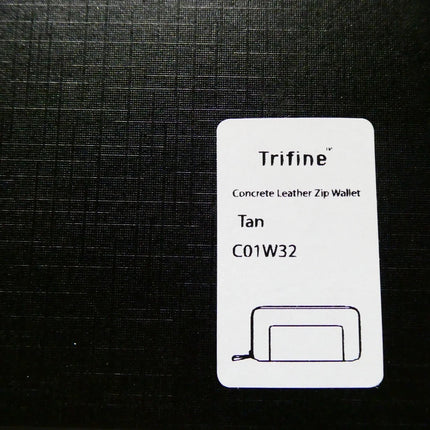 Trifine™
Concrete Leather Zip Wallet
Tan
C01W32